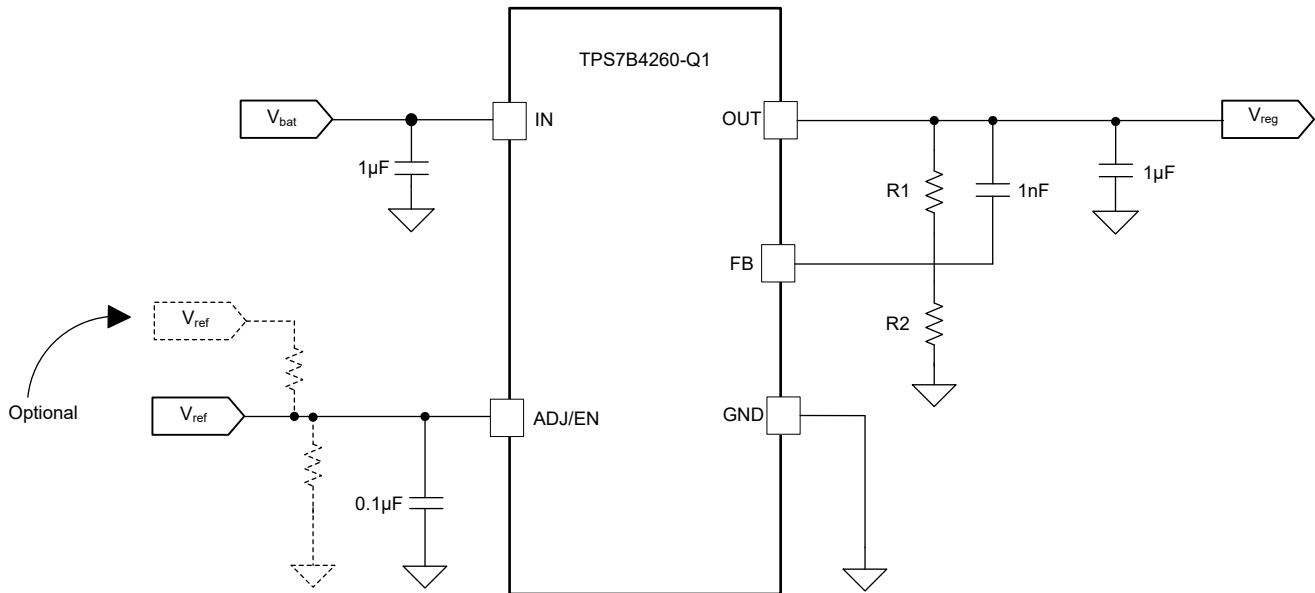 TPS7B4260-Q1
V_bat
IN
OUT
V_reg
1µF
R1
1nF
1µF
FB
V_ref
R2
Optional
V_ref
ADJ/EN
GND
0.1µF